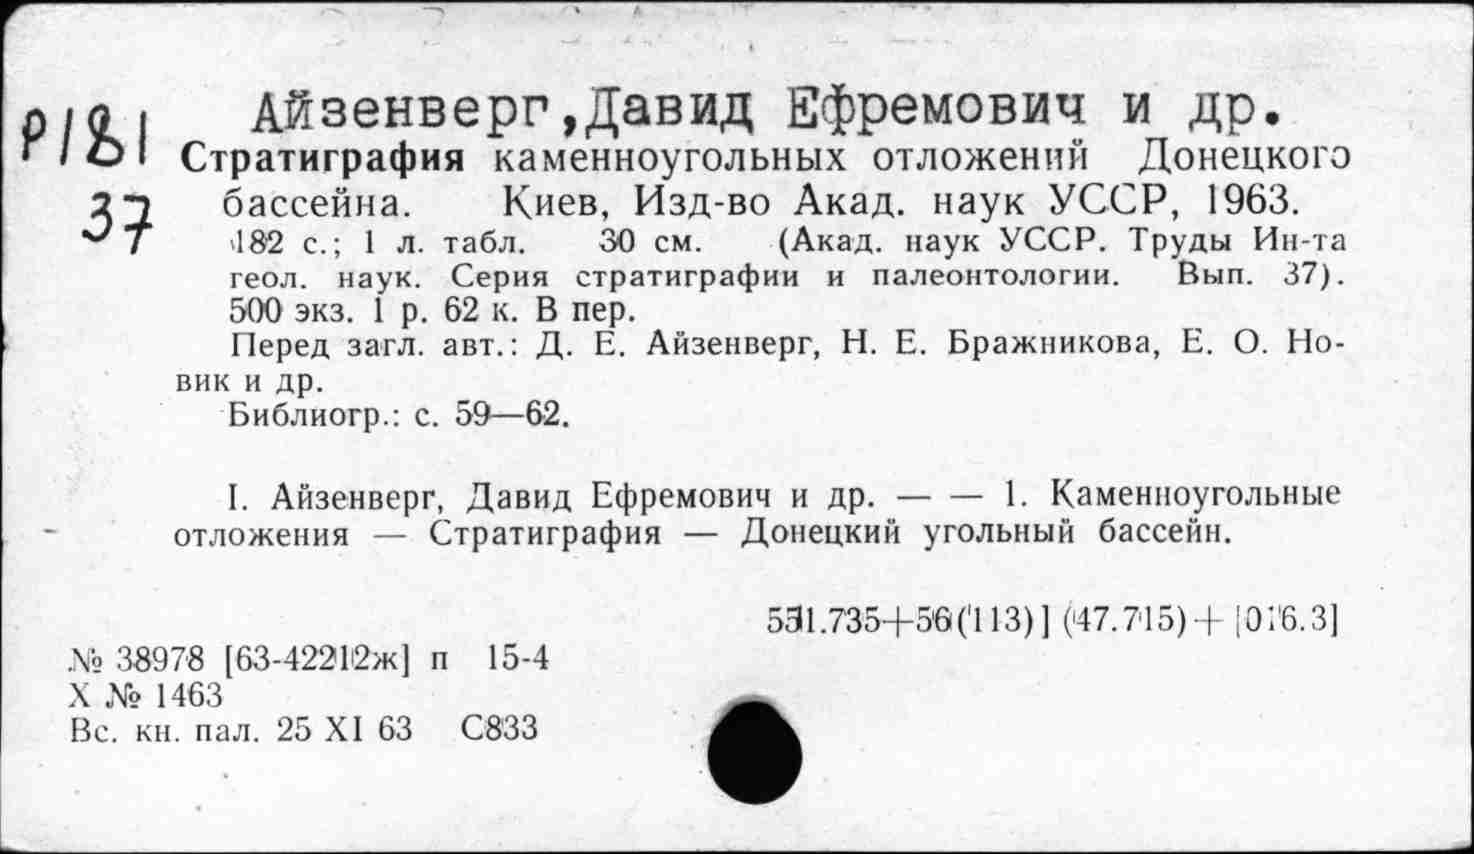 Р181
37
Айзенверг, Давид Ефремович и др.
Стратиграфия каменноугольных отложений Донецкого
бассейна. Киев, Изд-во Акад. наук УССР, 1963.
182 с.; 1 л. табл. 30 см. (Акад. наук УССР. Труды Ин-та
геол. наук. Серия стратиграфии и палеонтологии. Вып. 37).
500 экз. 1 р. 62 к. В пер.
Перед загл. авт.: Д. Е. Айзенверг, Н. Е. Бражникова, Е. О. Но-
вик и др.
Библиогр.: с. 59—62.
I. Айзенверг, Давид Ефремович и др. — — 1. Каменноугольные
отложения — Стратиграфия — Донецкий угольный бассейн.
551.735+56(113)] (47.715)+[016.3]
№ 38978 [63-42212ж] п 15-4
X № 1463
Вс. кн. пал. 25 XI 63 С833